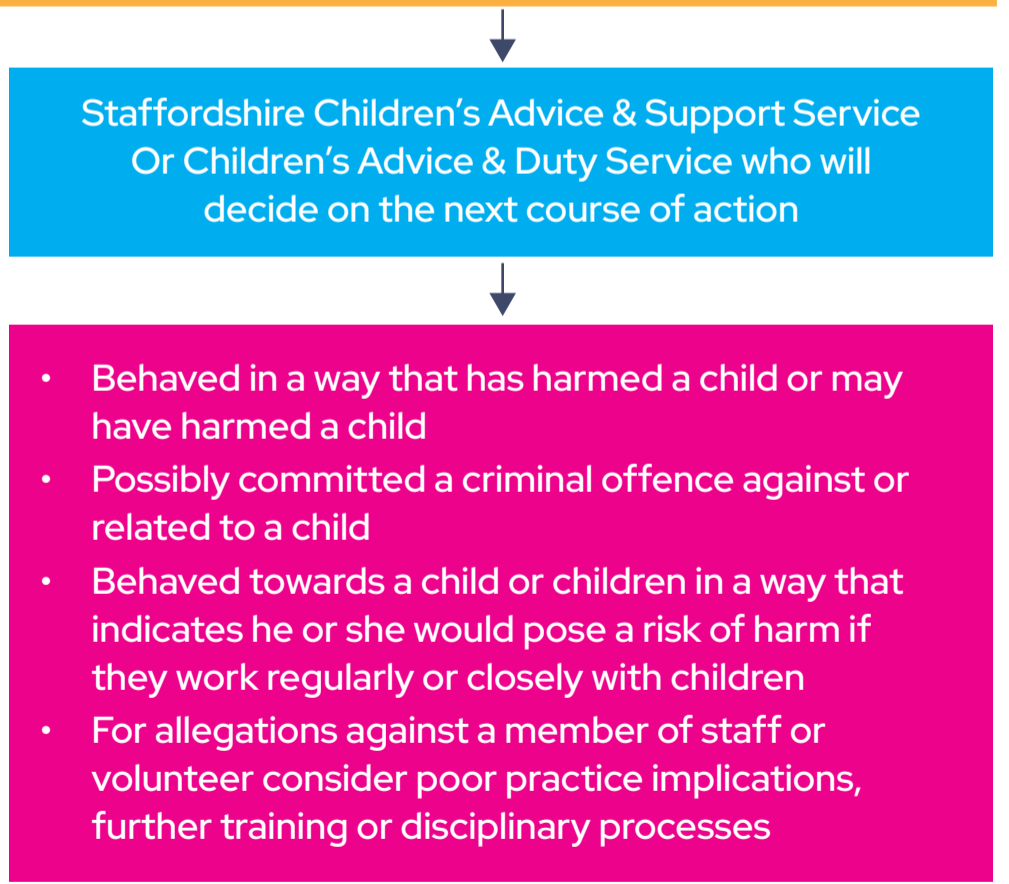 Staffordshire Children’s Advice & Support Service
Or Children’s Advice & Duty Service who will
decide on the next course of action
• Behaved in a way that has harmed a child or may
have harmed a child
• Possibly committed a criminal offence against or
related to a child
• Behaved towards a child or children in a way that
indicates he or she would pose a risk of harm if
they work regularly or closely with children
• For allegations against a member of staff or
volunteer consider poor practice implications,
further training or disciplinary processes